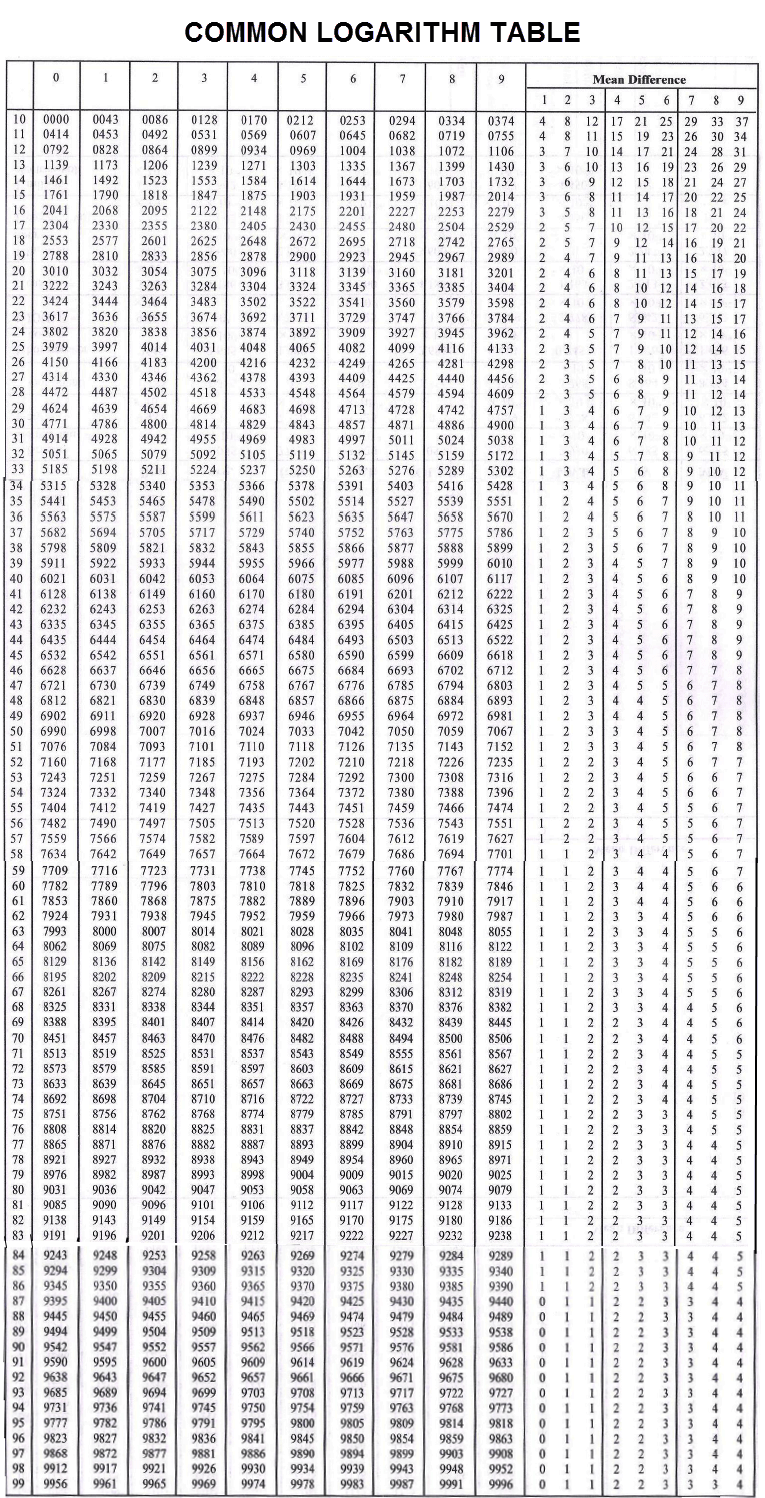 COMMON LOGARITHM TABLE
0 1 2 3 4 5 6 7 8 9 Mean Difference
1 2 3 4 5 6 7 8 9
10 0000 0043 0086 0128 0170 0212 0253 0294 0334 0374 4 8 12 17 21 25 29 33 37
11 0414 0453 0492 0531 0569 0607 0645 0682 0719 0755 4 8 11 15 19 23 26 30 34
12 0792 0828 0864 0899 0934 0969 1004 1038 1072 1106 3 7 10 14 17 21 24 28 31
13 1139 1173 1206 1239 1271 1303 1335 1367 1399 1430 3 6 10 13 16 19 23 26 29
14 1461 1492 1523 1553 1584 1614 1644 1673 1703 1732 3 6 9 12 15 18 21 24 27
15 1761 1790 1818 1847 1875 1903 1931 1959 1987 2014 3 6 8 11 14 17 20 22 25
16 2041 2068 2095 2122 2148 2175 2201 2227 2253 2279 3 5 8 11 13 16 18 21 24
17 2304 2330 2355 2380 2405 2430 2455 2480 2504 2529 2 5 7 10 12 15 17 20 22
18 2553 2577 2601 2625 2648 2672 2695 2718 2742 2765 2 5 7 9 12 14 16 19 21
19 2788 2810 2833 2856 2878 2900 2923 2945 2967 2989 2 4 7 9 11 13 16 18 20
20 3010 3032 3054 3075 3096 3118 3139 3160 3181 3201 2 4 6 8 11 13 15 17 19
21 3222 3243 3263 3284 3304 3324 3345 3365 3385 3404 2 4 6 8 10 12 14 16 18
22 3424 3444 3464 3483 3502 3522 3541 3560 3579 3598 2 4 6 8 10 12 14 15 17
23 3617 3636 3655 3674 3692 3711 3729 3747 3766 3784 2 4 6 7 9 11 13 15 17
24 3802 3820 3838 3856 3874 3892 3909 3927 3945 3962 2 4 5 7 9 11 12 14 16
25 3979 3997 4014 4031 4048 4065 4082 4099 4116 4133 2 3 5 7 9 10 12 14 15
26 4150 4166 4183 4200 4216 4232 4249 4265 4281 4298 2 3 5 7 8 10 11 13 15
27 4314 4330 4346 4362 4378 4393 4409 4425 4440 4456 2 3 5 6 8 9 11 13 14
28 4472 4487 4502 4518 4533 4548 4564 4579 4594 4609 2 3 5 6 8 9 11 12 14
29 4624 4639 4654 4669 4683 4698 4713 4728 4742 4757 1 3 4 6 7 9 10 12 13
30 4771 4786 4800 4814 4829 4843 4857 4871 4886 4900 1 3 4 6 7 9 10 11 13
31 4914 4928 4942 4955 4969 4983 4997 5011 5024 5038 1 3 4 6 7 8 10 11 12
32 5051 5065 5079 5092 5105 5119 5132 5145 5159 5172 1 3 4 5 7 8 9 11 12
33 5185 5198 5211 5224 5237 5250 5263 5276 5289 5302 1 3 4 5 6 8 9 10 12
34 5315 5328 5340 5353 5366 5378 5391 5403 5416 5428 1 3 4 5 6 8 9 10 11
35 5441 5453 5465 5478 5490 5502 5514 5527 5539 5551 1 2 4 5 6 7 9 10 11
36 5563 5575 5587 5599 5611 5623 5635 5647 5658 5670 1 2 4 5 6 7 8 10 11
37 5682 5694 5705 5717 5729 5740 5752 5763 5775 5786 1 2 3 5 6 7 8 9 10
38 5798 5809 5821 5832 5843 5855 5866 5877 5888 5899 1 2 3 5 6 7 8 9 10
39 5911 5922 5933 5944 5955 5966 5977 5988 5999 6010 1 2 3 4 5 7 8 9 10
40 6021 6031 6042 6053 6064 6075 6085 6096 6107 6117 1 2 3 4 5 6 8 9 10
41 6128 6138 6149 6160 6170 6180 6191 6201 6212 6222 1 2 3 4 5 6 7 8 9
42 6232 6243 6253 6263 6274 6284 6294 6304 6314 6325 1 2 3 4 5 6 7 8 9
43 6335 6345 6355 6365 6375 6385 6395 6405 6415 6425 1 2 3 4 5 6 7 8 9
44 6435 6444 6454 6464 6474 6484 6493 6503 6513 6522 1 2 3 4 5 6 7 8 9
45 6532 6542 6551 6561 6571 6580 6590 6599 6609 6618 1 2 3 4 5 6 7 8 9
46 6628 6637 6646 6656 6665 6675 6684 6693 6702 6712 1 2 3 4 5 6 7 7 8
47 6721 6730 6739 6749 6758 6767 6776 6785 6794 6803 1 2 3 4 5 5 6 7 8
48 6812 6821 6830 6839 6848 6857 6866 6875 6884 6893 1 2 3 4 4 5 6 7 8
49 6902 6911 6920 6928 6937 6946 6955 6964 6972 6981 1 2 3 4 4 5 6 7 8
50 6990 6998 7007 7016 7024 7033 7042 7050 7059 7067 1 2 3 3 4 5 6 7 8
51 7076 7084 7093 7101 7110 7118 7126 7135 7143 7152 1 2 3 3 4 5 6 7 8
52 7160 7168 7177 7185 7193 7202 7210 7218 7226 7235 1 2 2 3 4 5 6 7 7
53 7243 7251 7259 7267 7275 7284 7292 7300 7308 7316 1 2 2 3 4 5 6 6 7
54 7324 7332 7340 7348 7356 7364 7372 7380 7388 7396 1 2 2 3 4 5 6 6 7
55 7404 7412 7419 7427 7435 7443 7451 7459 7466 7474 1 2 2 3 4 5 5 6 7
56 7482 7490 7497 7505 7513 7520 7528 7536 7543 7551 1 2 2 3 4 5 5 6 7
57 7559 7566 7574 7582 7589 7597 7604 7612 7619 7627 1 2 2 3 4 5 5 6 7
58 7634 7642 7649 7657 7664 7672 7679 7686 7694 7701 1 1 2 3 4 4 5 6 7
59 7709 7716 7723 7731 7738 7745 7752 7760 7767 7774 1 1 2 3 4 4 5 6 7
60 7782 7789 7796 7803 7810 7818 7825 7832 7839 7846 1 1 2 3 4 4 5 6 6
61 7853 7860 7868 7875 7882 7889 7896 7903 7910 7917 1 1 2 3 4 4 5 6 6
62 7924 7931 7938 7945 7952 7959 7966 7973 7980 7987 1 1 2 3 3 4 5 6 6
63 7993 8000 8007 8014 8021 8028 8035 8041 8048 8055 1 1 2 3 3 4 5 5 6
64 8062 8069 8075 8082 8089 8096 8102 8109 8116 8122 1 1 2 3 3 4 5 5 6
65 8129 8136 8142 8149 8156 8162 8169 8176 8182 8189 1 1 2 3 3 4 5 5 6
66 8195 8202 8209 8215 8222 8228 8235 8241 8248 8254 1 1 2 3 3 4 5 5 6
67 8261 8267 8274 8280 8287 8293 8299 8306 8312 8319 1 1 2 3 3 4 5 5 6
68 8325 8331 8338 8344 8351 8357 8363 8370 8376 8382 1 1 2 3 3 4 4 5 6
69 8388 8395 8401 8407 8414 8420 8426 8432 8439 8445 1 1 2 2 3 4 4 5 6
70 8451 8457 8463 8470 8476 8482 8488 8494 8500 8506 1 1 2 2 3 4 4 5 6
71 8513 8519 8525 8531 8537 8543 8549 8555 8561 8567 1 1 2 2 3 4 4 5 5
72 8573 8579 8585 8591 8597 8603 8609 8615 8621 8627 1 1 2 2 3 4 4 5 5
73 8633 8639 8645 8651 8657 8663 8669 8675 8681 8686 1 1 2 2 3 4 4 5 5
74 8692 8698 8704 8710 8716 8722 8727 8733 8739 8745 1 1 2 2 3 4 4 5 5
75 8751 8756 8762 8768 8774 8779 8785 8791 8797 8802 1 1 2 2 3 3 4 5 5
76 8808 8814 8820 8825 8831 8837 8842 8848 8854 8859 1 1 2 2 3 3 4 5 5
77 8865 8871 8876 8882 8887 8893 8899 8904 8910 8915 1 1 2 2 3 3 4 4 5
78 8921 8927 8932 8938 8943 8949 8954 8960 8965 8971 1 1 2 2 3 3 4 4 5
79 8976 8982 8987 8993 8998 9004 9009 9015 9020 9025 1 1 2 2 3 3 4 4 5
80 9031 9036 9042 9047 9053 9058 9063 9069 9074 9079 1 1 2 2 3 3 4 4 5
81 9085 9090 9096 9101 9106 9112 9117 9122 9128 9133 1 1 2 2 3 3 4 4 5
82 9138 9143 9149 9154 9159 9165 9170 9175 9180 9186 1 1 2 2 3 3 4 4 5
83 9191 9196 9201 9206 9212 9217 9222 9227 9232 9238 1 1 2 2 3 3 4 4 5
84 9243 9248 9253 9258 9263 9269 9274 9279 9284 9289 1 1 2 2 3 3 4 4 5
85 9294 9299 9304 9309 9315 9320 9325 9330 9335 9340 1 1 2 2 3 3 4 4 5
86 9345 9350 9355 9360 9365 9370 9375 9380 9385 9390 1 1 2 2 3 3 4 4 5
87 9395 9400 9405 9410 9415 9420 9425 9430 9435 9440 0 1 1 2 2 3 3 4 4
88 9445 9450 9455 9460 9465 9469 9474 9479 9484 9489 0 1 1 2 2 3 3 4 4
89 9494 9499 9504 9509 9513 9518 9523 9528 9533 9538 0 1 1 2 2 3 3 4 4
90 9542 9547 9552 9557 9562 9566 9571 9576 9581 9586 0 1 1 2 2 3 3 4 4
91 9590 9595 9600 9605 9609 9614 9619 9624 9628 9633 0 1 1 2 2 3 3 4 4
92 9638 9643 9647 9652 9657 9661 9666 9671 9675 9680 0 1 1 2 2 3 3 4 4
93 9685 9689 9694 9699 9703 9708 9713 9717 9722 9727 0 1 1 2 2 3 3 4 4
94 9731 9736 9741 9745 9750 9754 9759 9763 9768 9773 0 1 1 2 2 3 3 4 4
95 9777 9782 9786 9791 9795 9800 9805 9809 9814 9818 0 1 1 2 2 3 3 4 4
96 9823 9827 9832 9836 9841 9845 9850 9854 9859 9863 0 1 1 2 2 3 3 4 4
97 9868 9872 9877 9881 9886 9890 9894 9899 9903 9908 0 1 1 2 2 3 3 4 4
98 9912 9917 9921 9926 9930 9934 9939 9943 9948 9952 0 1 1 2 2 3 3 4 4
99 9956 9961 9965 9969 9974 9978 9983 9987 9991 9996 0 1 1 2 2 3 3 3 4